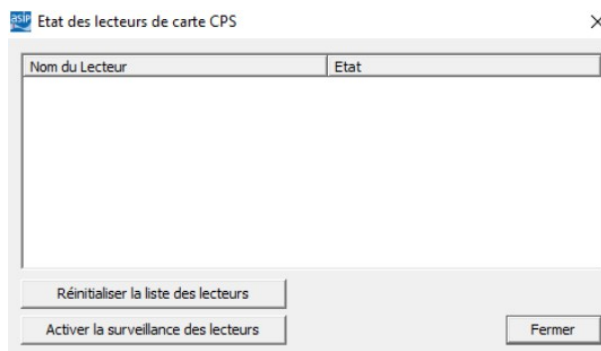 asip Etat des lecteurs de carte CPS
Nom du Lecteur Etat
Réinitialiser la liste des lecteurs
Activer la surveillance des lecteurs Fermer